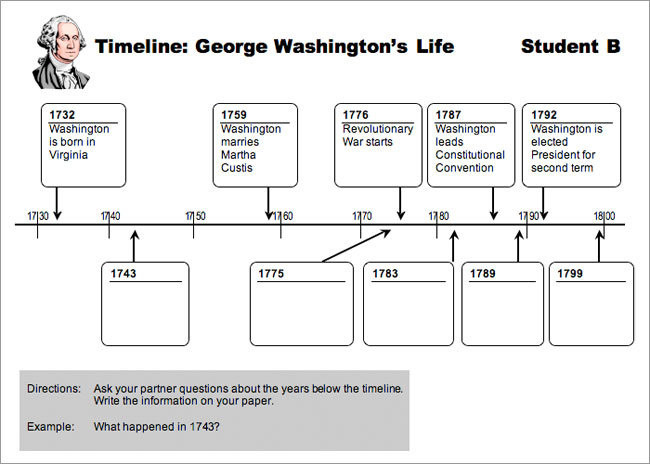 Timeline: George Washington's Life Student B
1732
Washington
is born in
Virginia
1759
Washington
marries
Martha
Custis
1776
Revolutionary
War starts
1787
Washington
leads
Constitutional
Convention
1792
Washington is
elected
President for
second term
1730 1740 1750 1760 1770 1780 1790 1800
1743
1775
1783
1789
1799
Directions: Ask your partner questions about the years below the timeline.
Write the information on your paper.
Example: What happened in 1743?